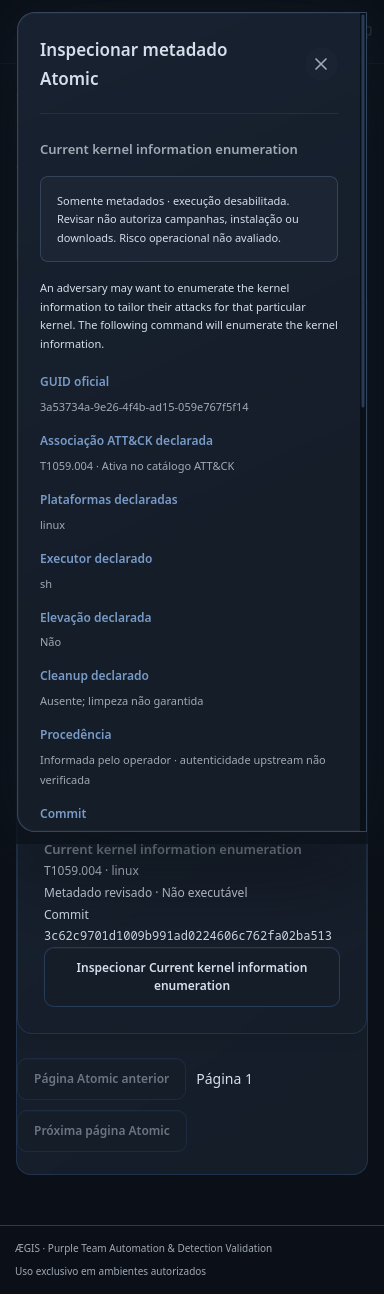 Inspecionar metadado
Atomic
Current kernel information enumeration
Somente metadados · execução desabilitada.
Revisar não autoriza campanhas, instalação ou
downloads. Risco operacional não avaliado.
An adversary may want to enumerate the kernel
information to tailor their attacks for that particular
kernel. The following command will enumerate the kernel
information.
GUID oficial
3a53734a-9e26-4f4b-ad15-059e767f5f14
Associação ATT&CK declarada
T1059.004 · Ativa no catálogo ATT&CK
Plataformas declaradas
linux
Executor declarado
sh
Elevação declarada
Não
Cleanup declarado
Ausente; limpeza não garantida
Procedência
Informada pelo operador · autenticidade upstream não
verificada
Commit
Current kernel information enumeration
T1059.004 · linux
Metadado revisado · Não executável
Commit
3c62c9701d1009b991ad0224606c762fa02ba513
Inspecionar Current kernel information
enumeration
Página Atomic anterior
Página 1
Próxima página Atomic
ÆGIS · Purple Team Automation & Detection Validation
Uso exclusivo em ambientes autorizados